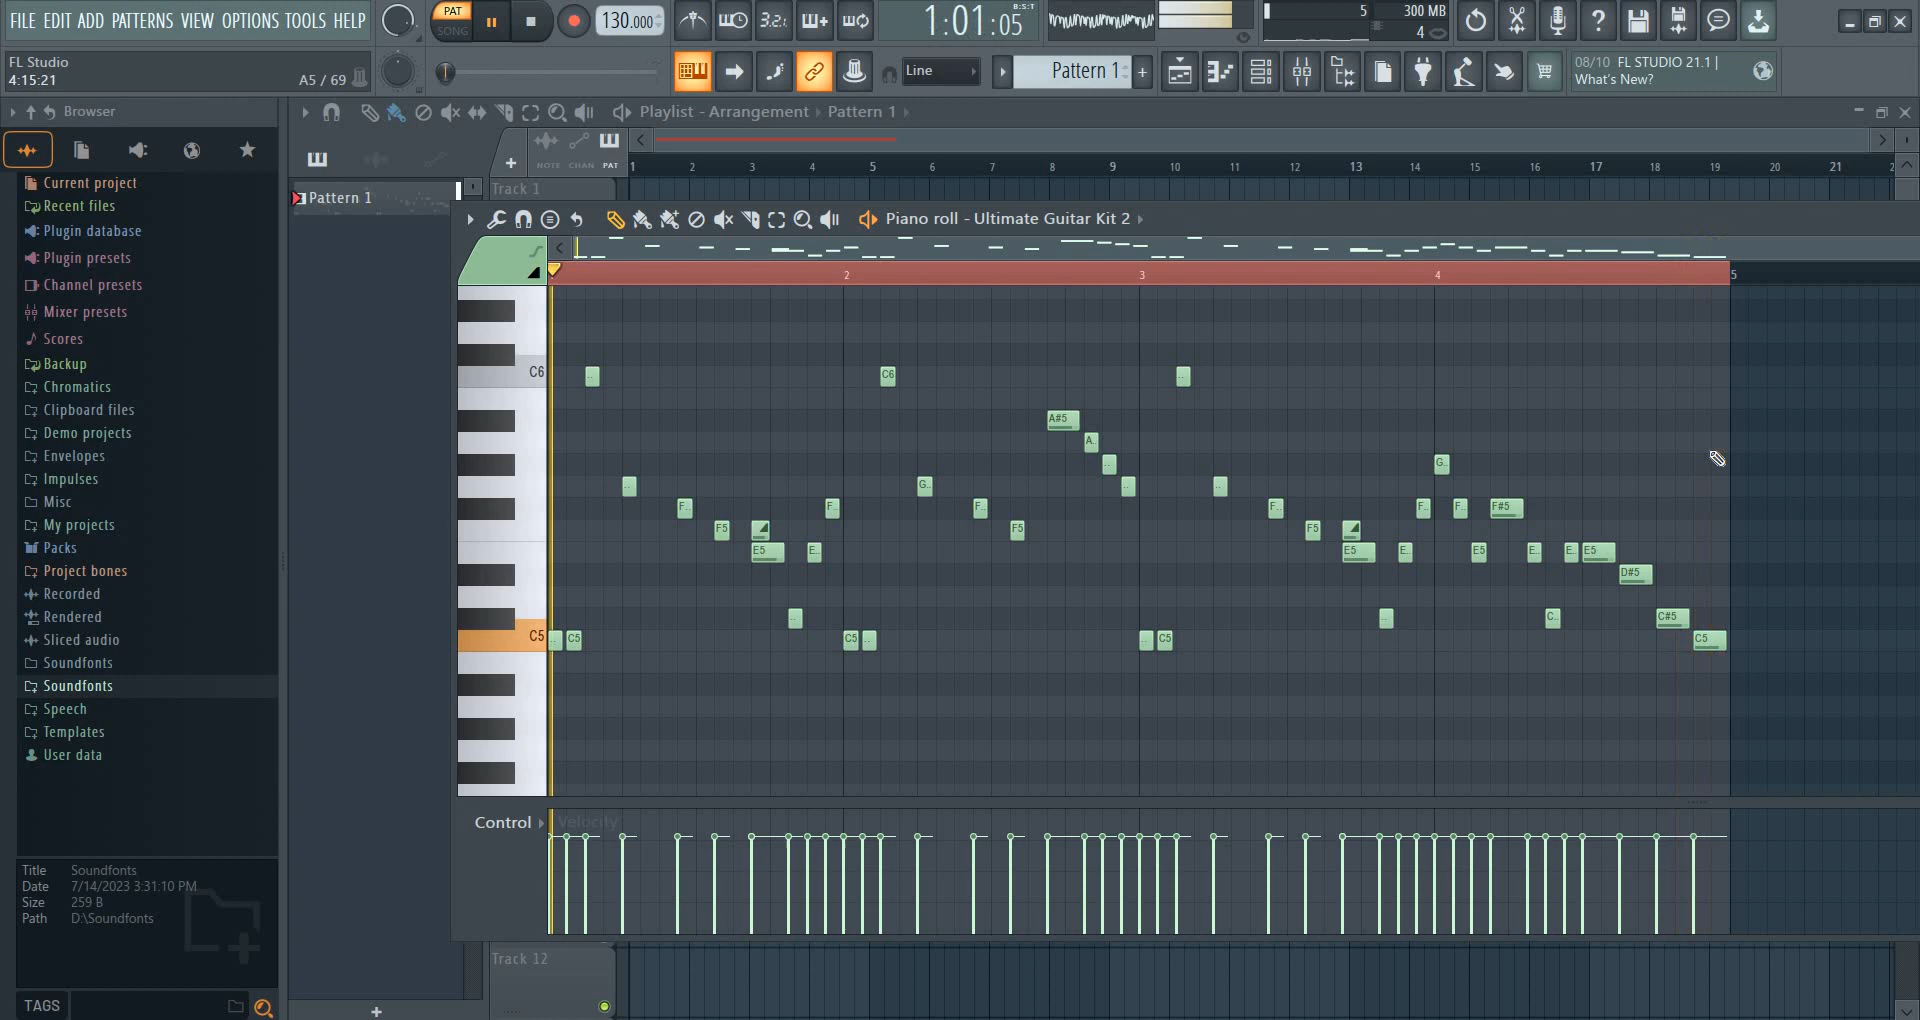 FILE EDIT ADD PATTERNS VIEW OPTIONS TOOLS HELP
PAT
SONG
130.000
3.2.
1:01:05
B:S:T
5
300 MB
4
FL Studio
4:15:21
A5 / 69
Line
Pattern 1
+
08/10 FL STUDIO 21.1 |
What's New?
Browser
Playlist - Arrangement › Pattern 1
NOTE CHAN PAT
1 2 3 4 5 6 7 8 9 10 11 12 13 14 15 16 17 18 19 20 21
Current project
Recent files
Plugin database
Plugin presets
Channel presets
Mixer presets
Scores
Backup
Chromatics
Clipboard files
Demo projects
Envelopes
Impulses
Misc
My projects
Packs
Project bones
Recorded
Rendered
Sliced audio
Soundfonts
Soundfonts
Speech
Templates
User data
Pattern 1
Track 1
Piano roll - Ultimate Guitar Kit 2
2 3 4 5
C6
C6
A#5
A..
G..
G..
F.. F.. F.. F.. F.. F.. F#5
F5 F5 F5
E5 E.. E5 E.. E5 E.. E.. E5
D#5
C.. C#5
C5
C5 C5 C5 C5
Control
Velocity
Track 12
Title Soundfonts
Date 7/14/2023 3:31:10 PM
Size 259 B
Path D:\Soundfonts
TAGS